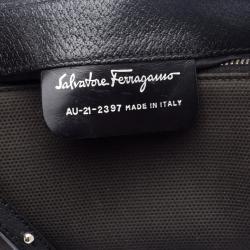 Salvatore Ferragamo
AU-21-2397 MADE IN ITALY